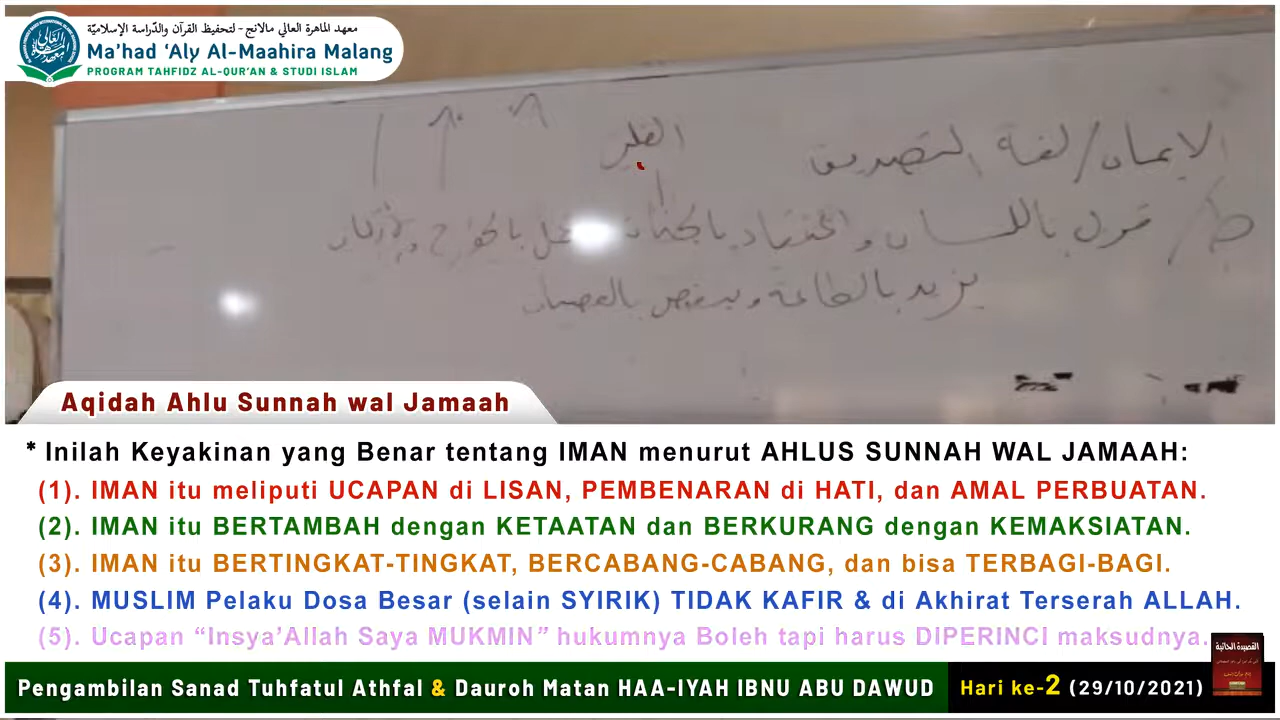 معهد الماهرة العالي مالانج - لتحفيظ القرآن والدّراسة الإسلاميّة
Ma'had 'Aly Al-Maahira Malang
PROGRAM TAHFIDZ AL-QUR'AN & STUDI ISLAM
القلب
الإيمان / لغة التصديق
ط / قول باللسان واعتقاد بالجنان بالجوارح
يزيد بالطاعة وينقص بالعصيان
Aqidah Ahlu Sunnah wal Jamaah
* Inilah Keyakinan yang Benar tentang IMAN menurut AHLUS SUNNAH WAL JAMAAH:
(1). IMAN itu meliputi UCAPAN di LISAN, PEMBENARAN di HATI, dan AMAL PERBUATAN.
(2). IMAN itu BERTAMBAH dengan KETAATAN dan BERKURANG dengan KEMAKSIATAN.
(3). IMAN itu BERTINGKAT-TINGKAT, BERCABANG-CABANG, dan bisa TERBAGI-BAGI.
(4). MUSLIM Pelaku Dosa Besar (selain SYIRIK) TIDAK KAFIR & di Akhirat Terserah ALLAH.
(5). Ucapan “Insya’Allah Saya MUKMIN” hukumnya Boleh tapi harus DIPERINCI maksudnya.
القصيدة الحائية
Pengambilan Sanad Tuhfatul Athfal & Dauroh Matan HAA-IYAH IBNU ABU DAWUD
Hari ke-2 (29/10/2021)